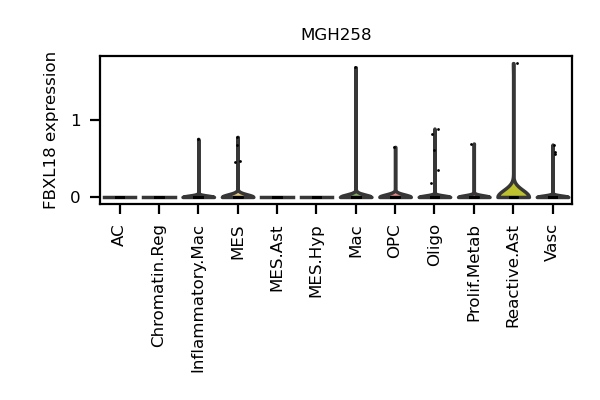 MGH258
FBXL18 expression
1
0
AC
Chromatin.Reg
Inflammatory.Mac
MES
MES.Ast
MES.Hyp
Mac
OPC
Oligo
Prolif.Metab
Reactive.Ast
Vasc